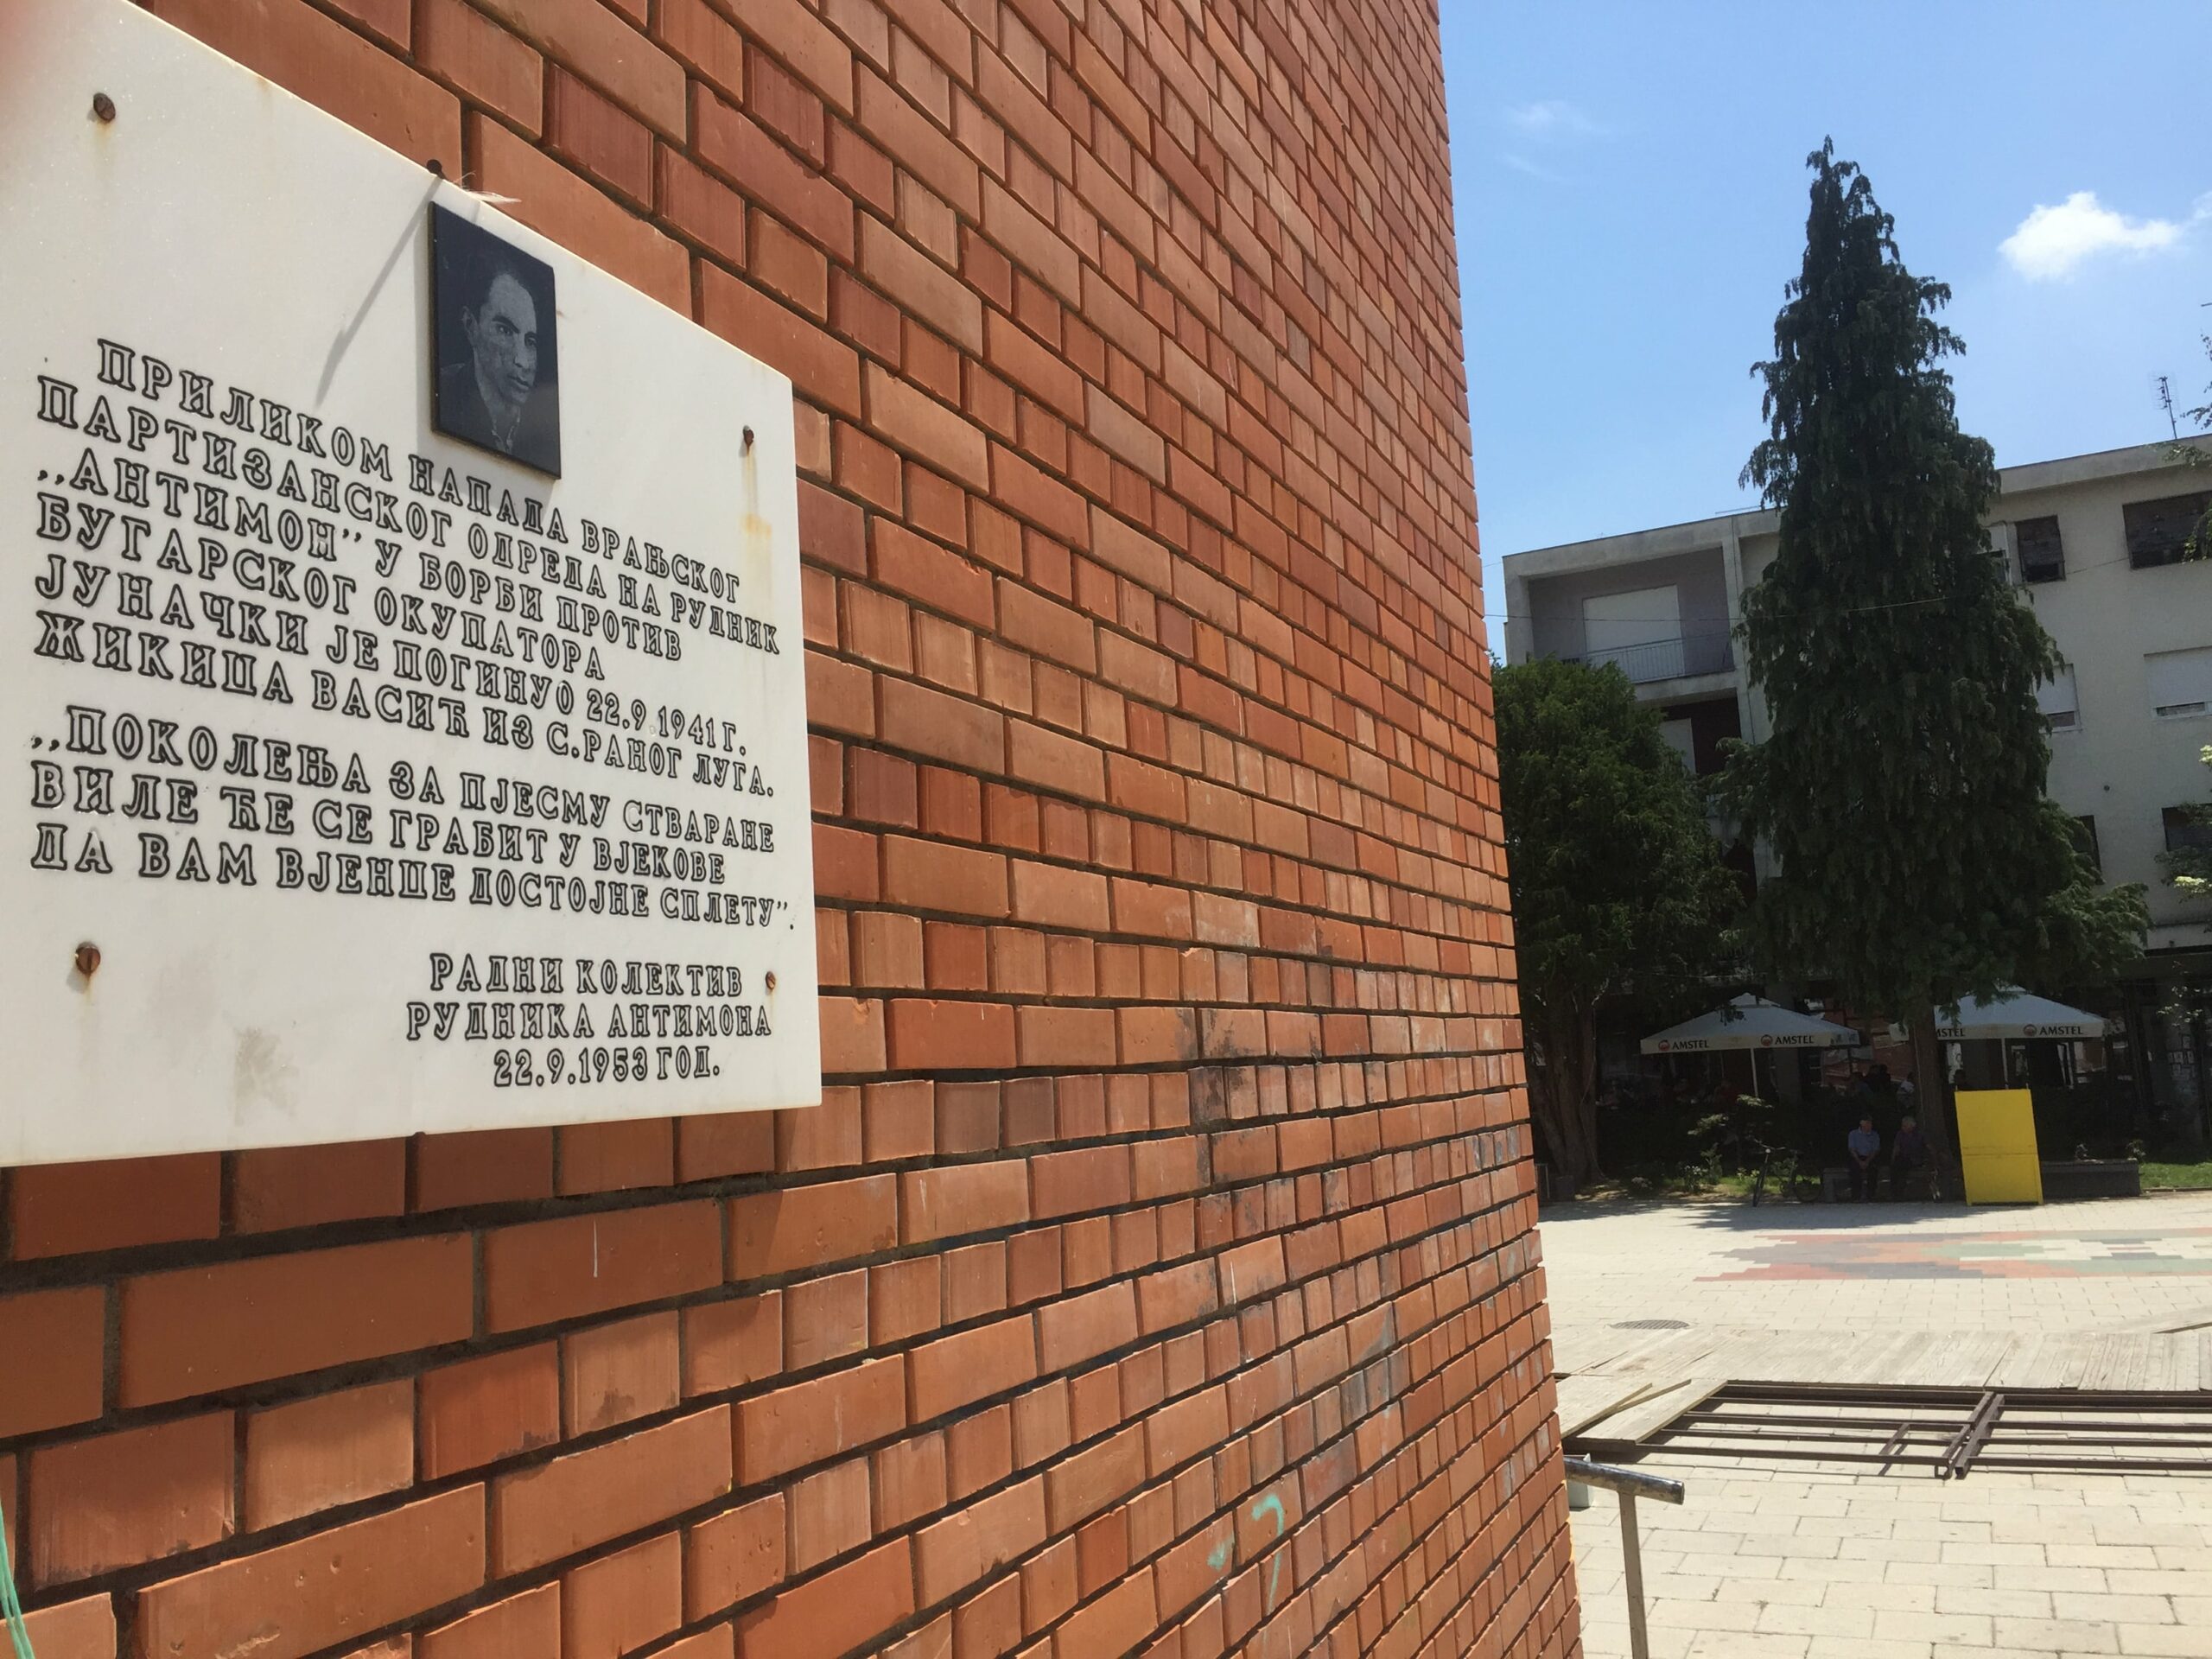 ПРИЛИКОМ НАПАДА ВРАЊСКОГ
ПАРТИЗАНСКОГ ОДРЕДА НА РУДНИК
,,АНТИМОН" У БОРБИ ПРОТИВ
БУГАРСКОГ ОКУПАТОРА
ЈУНАЧКИ ЈЕ ПОГИНУО 22.9.1941 Г.
ЖИКИЦА ВАСИЋ ИЗ С.РАНОГ ЛУГА.
,,ПОКОЛЕЊА ЗА ПЈЕСМУ СТВАРАНЕ
ВИЛЕ ЋЕ СЕ ГРАБИТ У ВЈЕКОВЕ
ДА ВАМ ВЈЕНЦЕ ДОСТОЈНЕ СПЛЕТУ".
РАДНИ КОЛЕКТИВ
РУДНИКА АНТИМОНА
22.9.1953 ГОД.
AMSTEL AMSTEL
AMSTEL